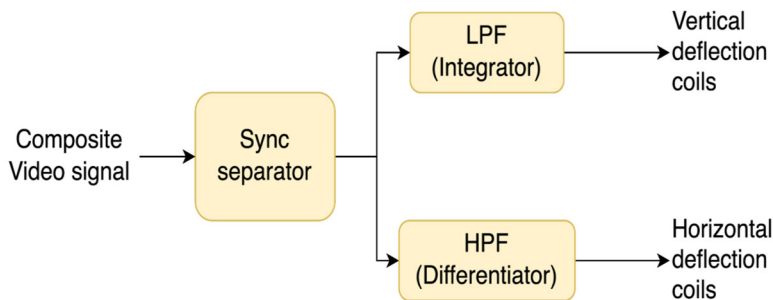 Composite
Video signal
Sync
separator
LPF
(Integrator)
Vertical
deflection
coils
HPF
(Differentiator)
Horizontal
deflection
coils